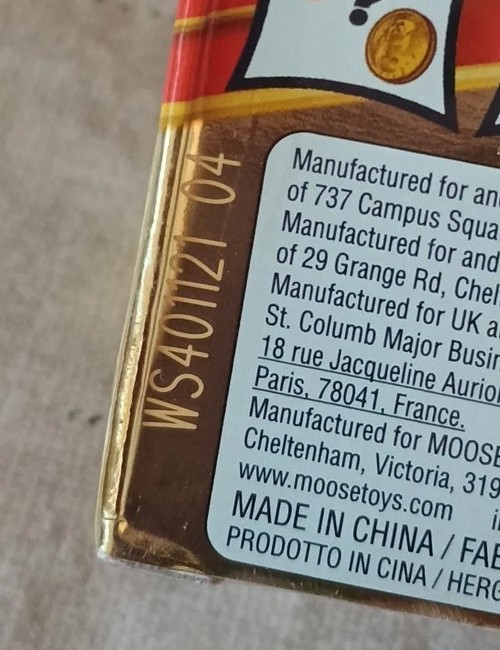 ?
WS401121 04
Manufactured for an
of 737 Campus Squa
Manufactured for and
of 29 Grange Rd, Chel
Manufactured for UK a
St. Columb Major Busin
18 rue Jacqueline Auriol
Paris, 78041, France.
Manufactured for MOOSE
Cheltenham, Victoria, 319
www.moosetoys.com i
MADE IN CHINA / FAB
PRODOTTO IN CINA / HERG